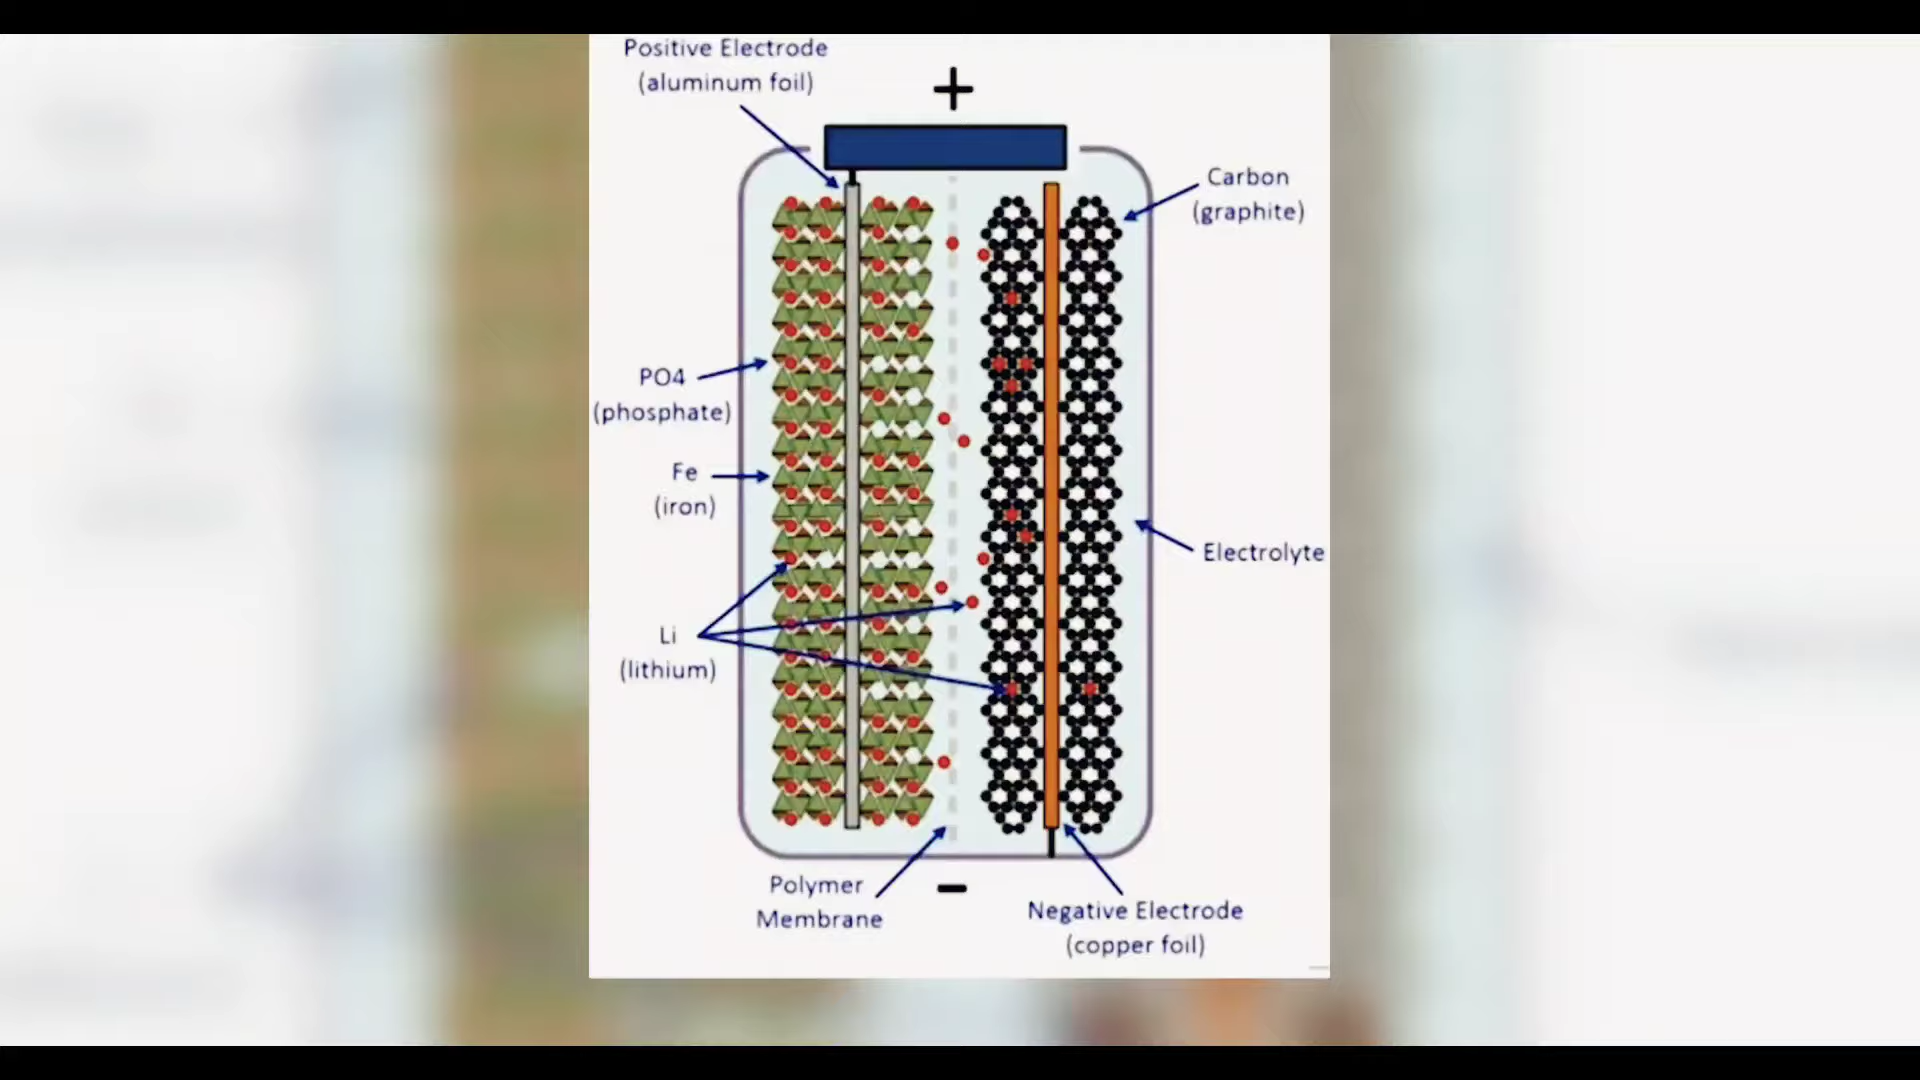 Positive Electrode
(aluminum foil)
+
Carbon
(graphite)
PO4
(phosphate)
Fe
(iron)
Electrolyte
Li
(lithium)
Polymer
Membrane
-
Negative Electrode
(copper foil)